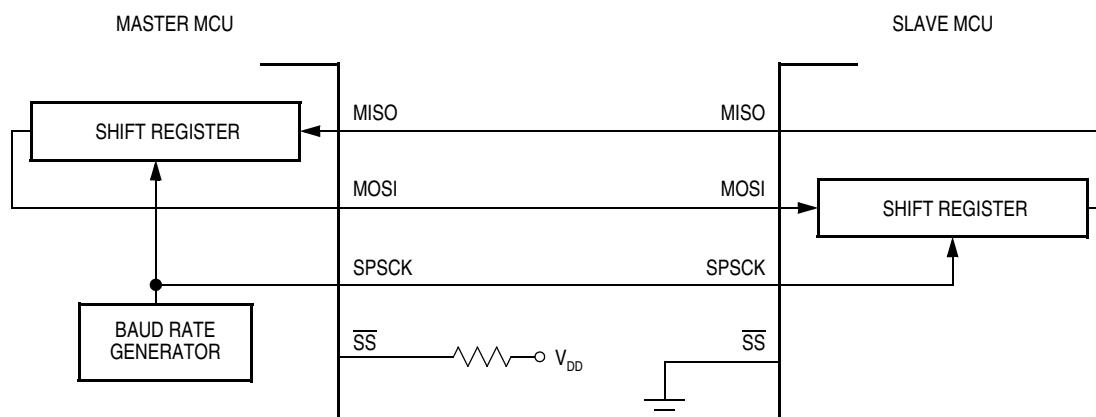 MASTER MCU
SLAVE MCU
SHIFT REGISTER
MISO
MISO
MOSI
MOSI
SHIFT REGISTER
SPSCK
SPSCK
BAUD RATE
GENERATOR
SS
VDD
SS